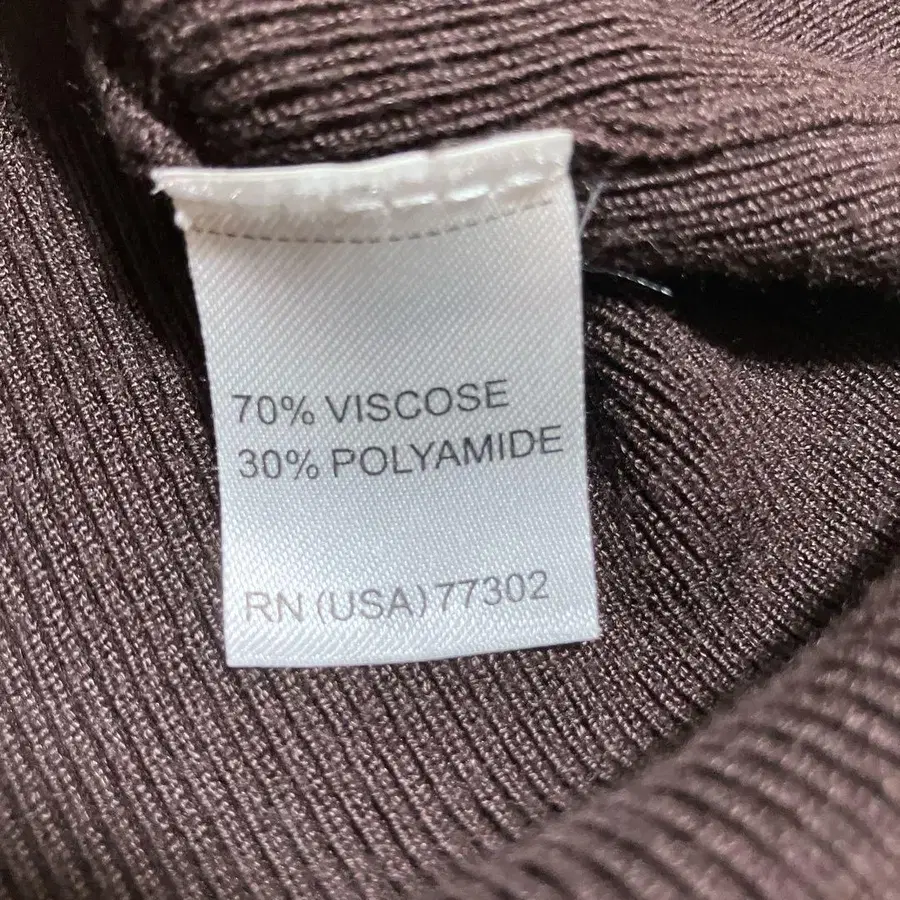 70% VISCOSE
30% POLYAMIDE
RN (USA) 77302